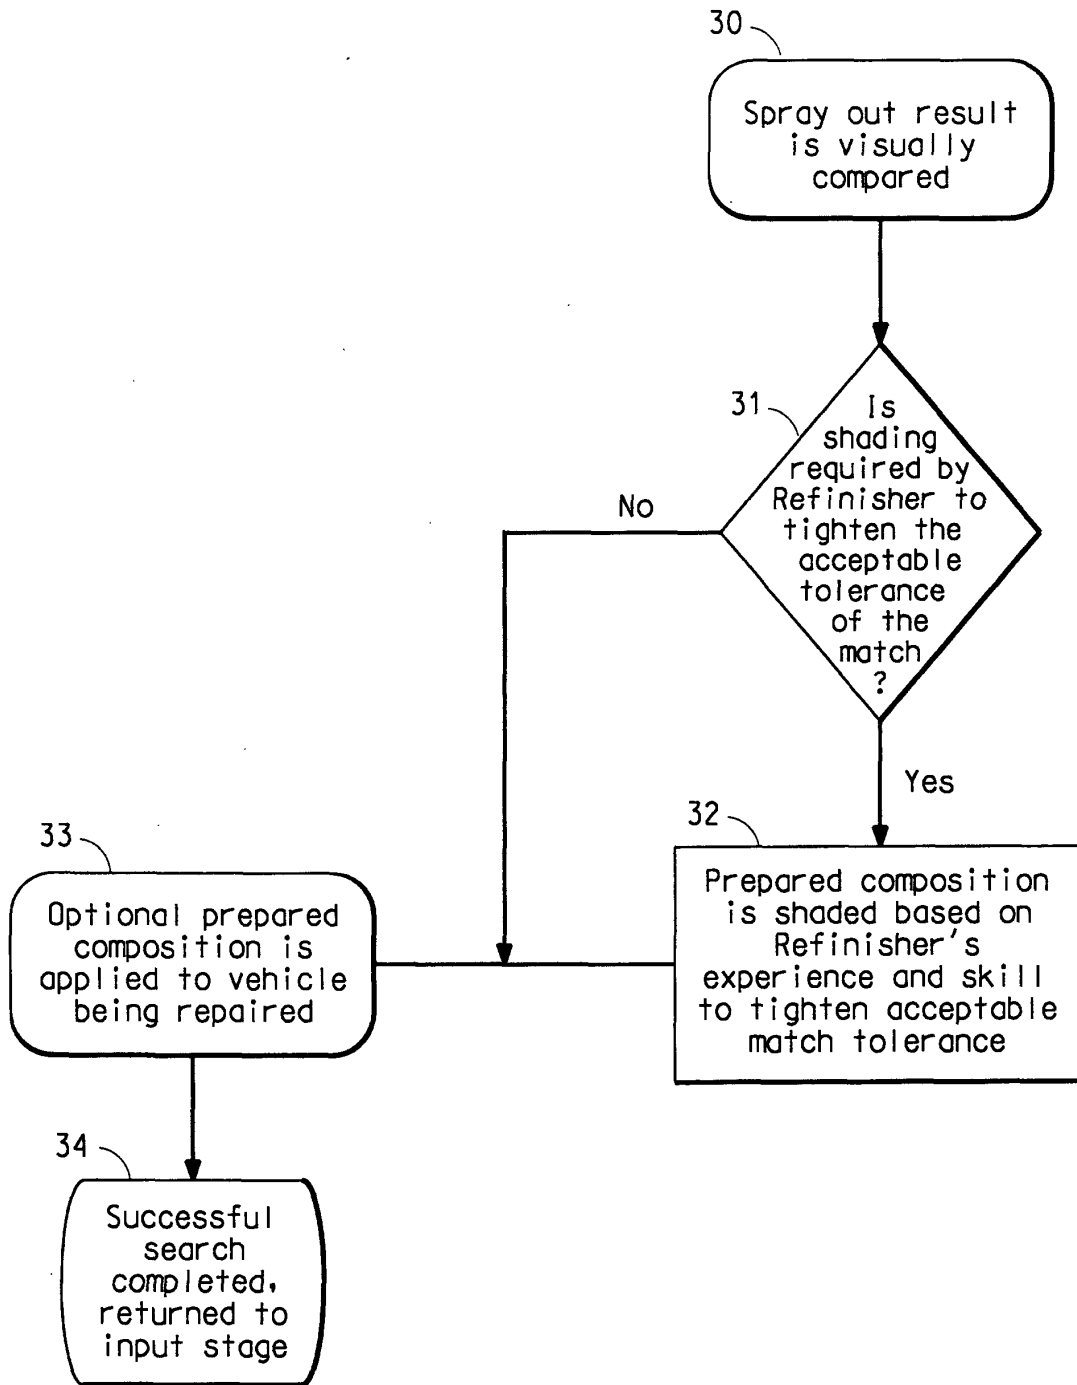 30
Spray out result
is visually
compared
31
Is
shading
required by
Refinisher to
tighten the
acceptable
tolerance
of the
match
?
No
Yes
32
Prepared composition
is shaded based on
Refinisher's
experience and skill
to tighten acceptable
match tolerance
33
Optional prepared
composition is
applied to vehicle
being repaired
34
Successful
search
completed,
returned to
input stage